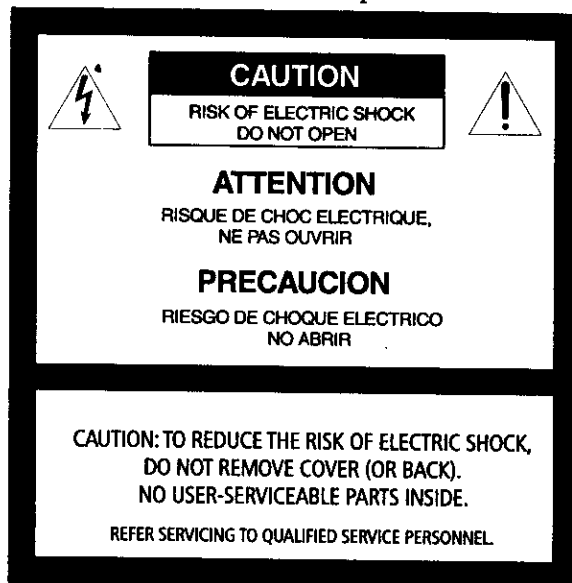 CAUTION
RISK OF ELECTRIC SHOCK
DO NOT OPEN
ATTENTION
RISQUE DE CHOC ELECTRIQUE,
NE PAS OUVRIR
PRECAUCION
RIESGO DE CHOQUE ELECTRICO
NO ABRIR
CAUTION: TO REDUCE THE RISK OF ELECTRIC SHOCK,
DO NOT REMOVE COVER (OR BACK).
NO USER-SERVICEABLE PARTS INSIDE.
REFER SERVICING TO QUALIFIED SERVICE PERSONNEL.